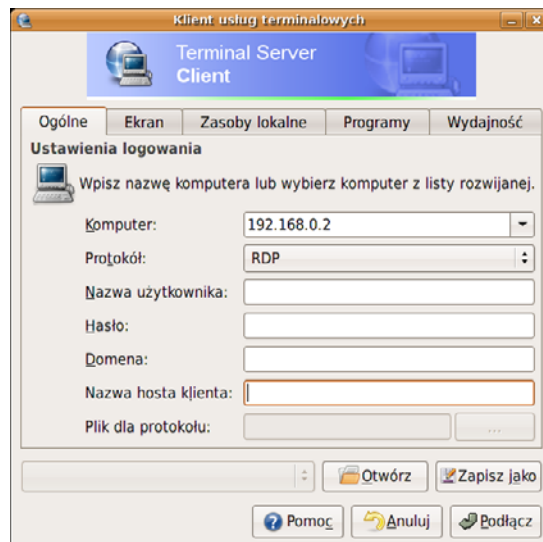 Klient usług terminalowych
Terminal Server
Client
Ogólne Ekran Zasoby lokalne Programy Wydajność
Ustawienia logowania
Wpisz nazwę komputera lub wybierz komputer z listy rozwijanej.
Komputer: 192.168.0.2
Protokół: RDP
Nazwa użytkownika:
Hasło:
Domena:
Nazwa hosta klienta:
Plik dla protokołu: ...
Otwórz Zapisz jako
Pomoc Anuluj Podłącz